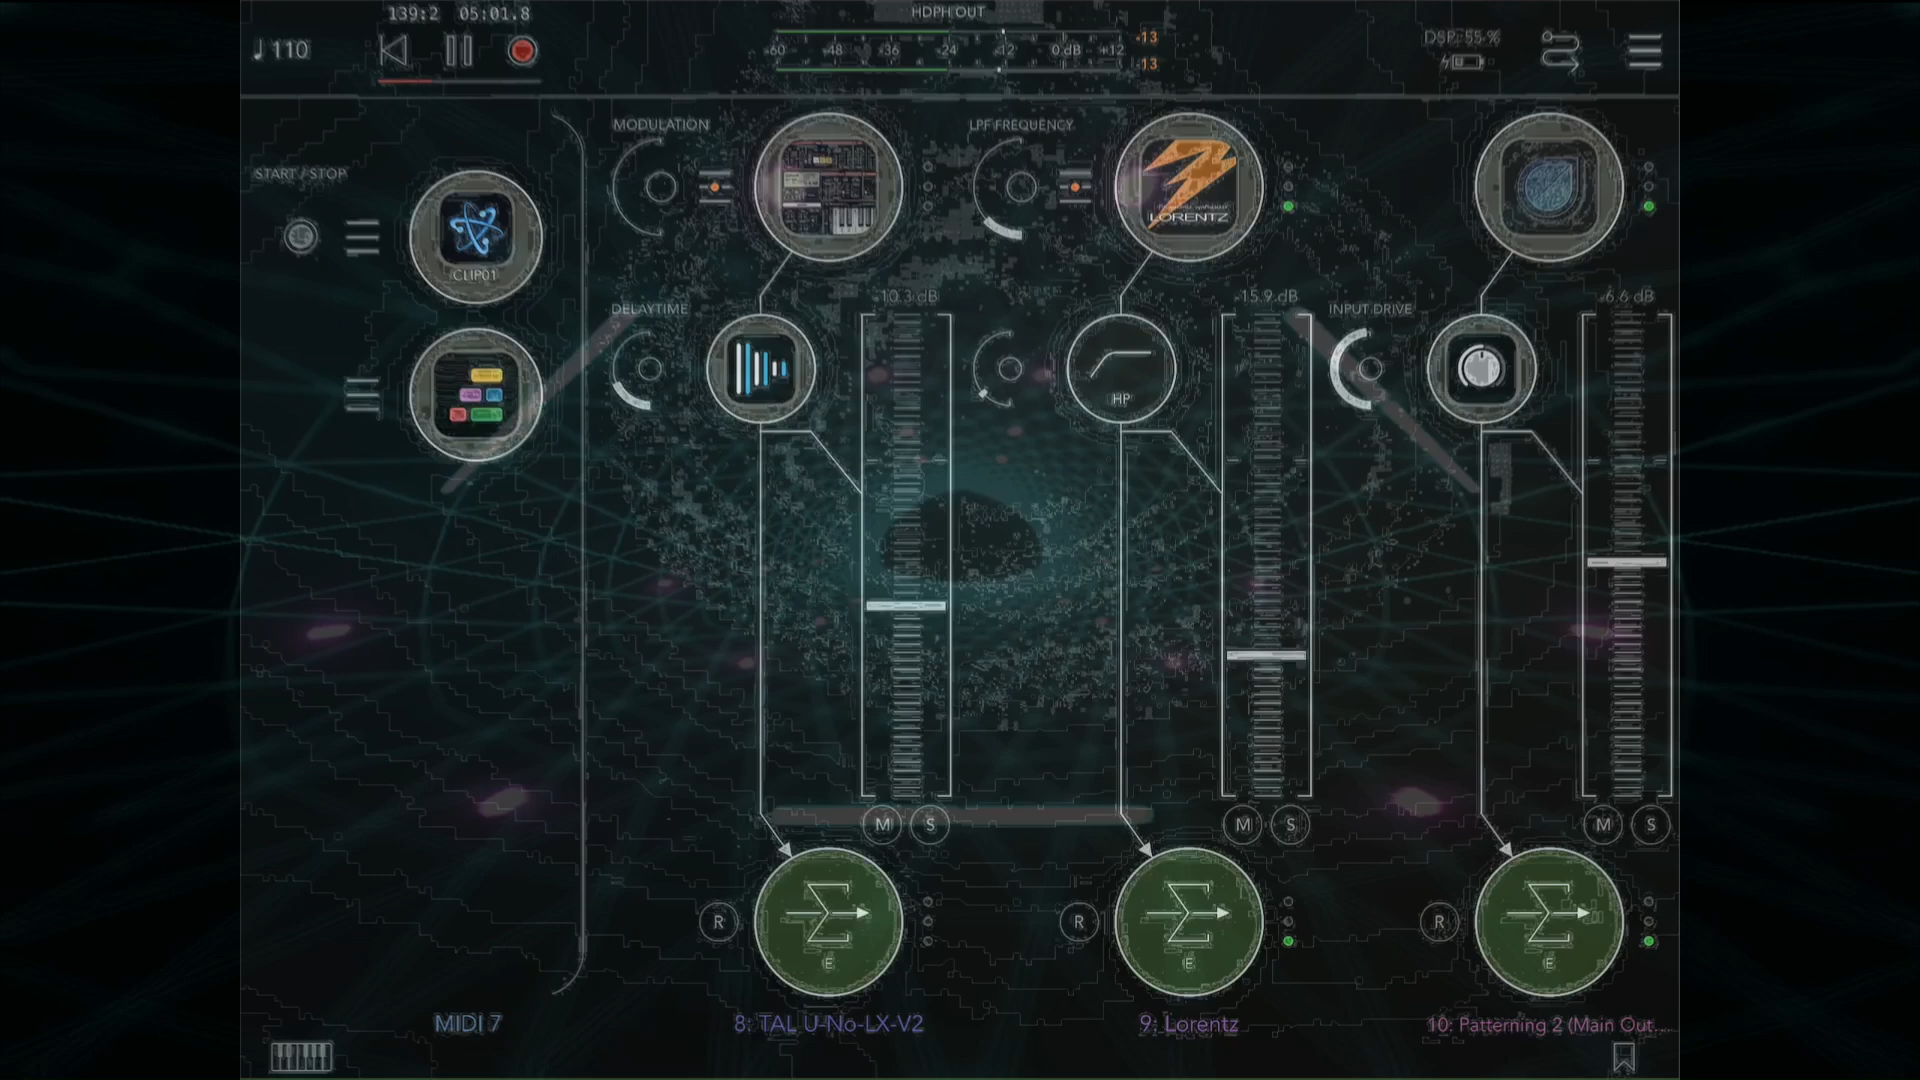 139:2 05:01.8
HDPH OUT
110
-60 -48 -36 -24 -12 0 dB +12
-13
-13
DSP: 55 %
MODULATION
LPF FREQUENCY
START / STOP
LORENTZ
CLIP01
-10.3 dB
-15.9 dB
-6.6 dB
DELAYTIME
INPUT DRIVE
HP
M S
M S
M S
R
R
R
E
E
E
MIDI 7
8: TAL U-No-LX-V2
9: Lorentz
10: Patterning 2 (Main Out...